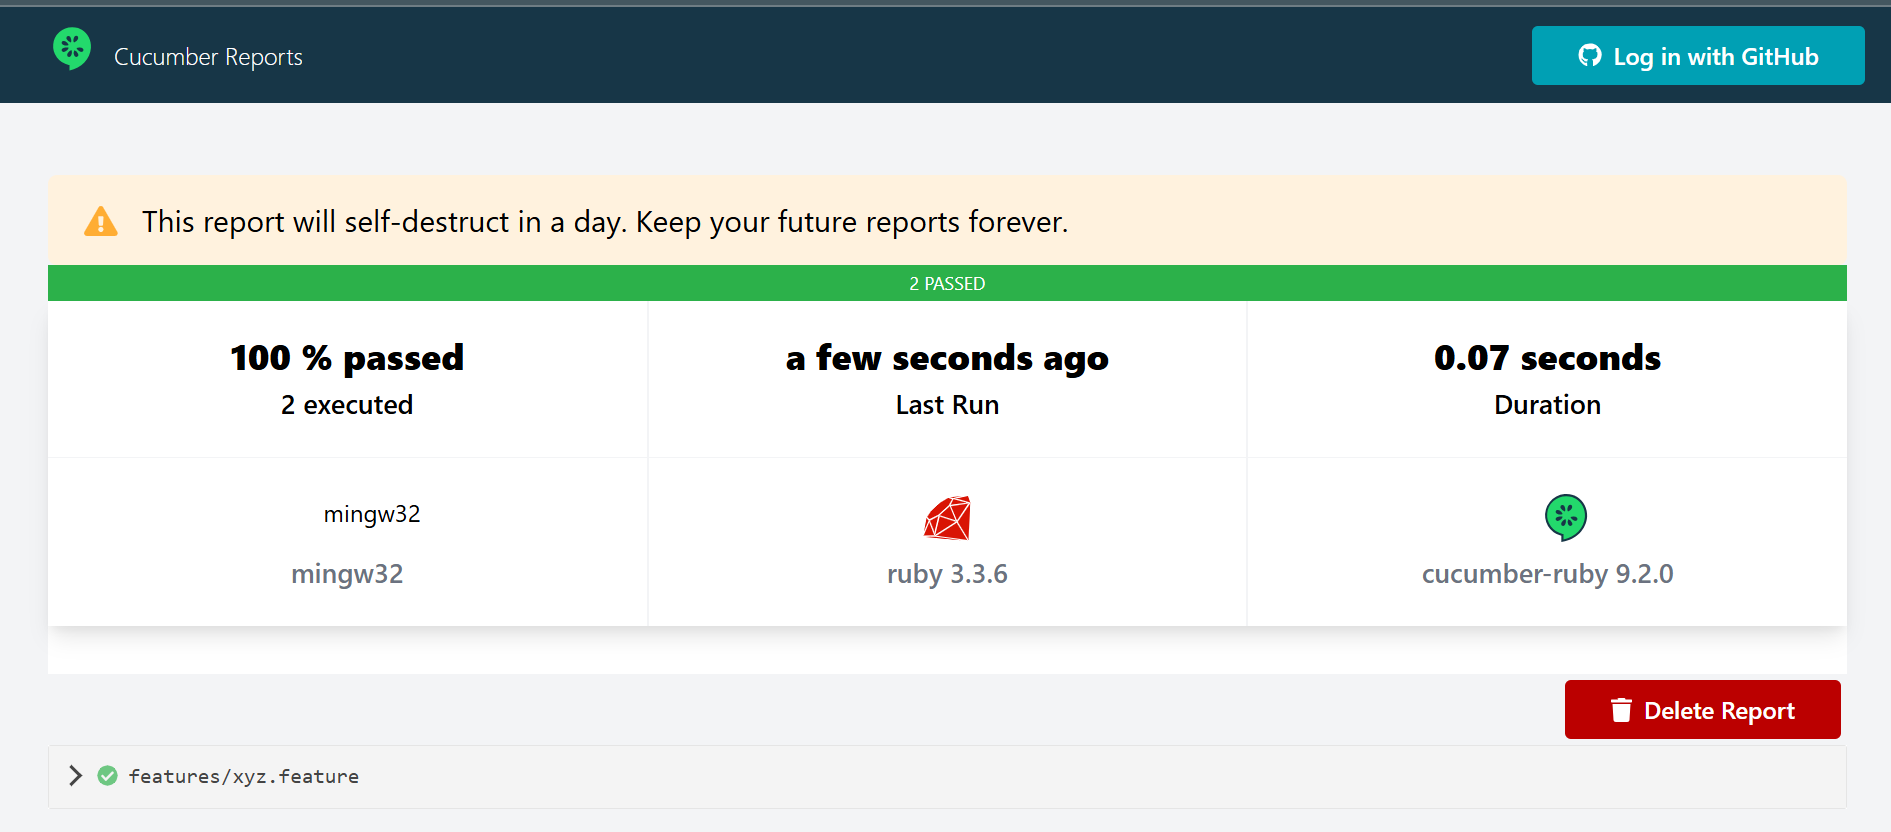 Cucumber Reports
Log in with GitHub
This report will self-destruct in a day. Keep your future reports forever.
2 PASSED
100 % passed
2 executed
a few seconds ago
Last Run
0.07 seconds
Duration
mingw32
mingw32
ruby 3.3.6
cucumber-ruby 9.2.0
Delete Report
features/xyz.feature